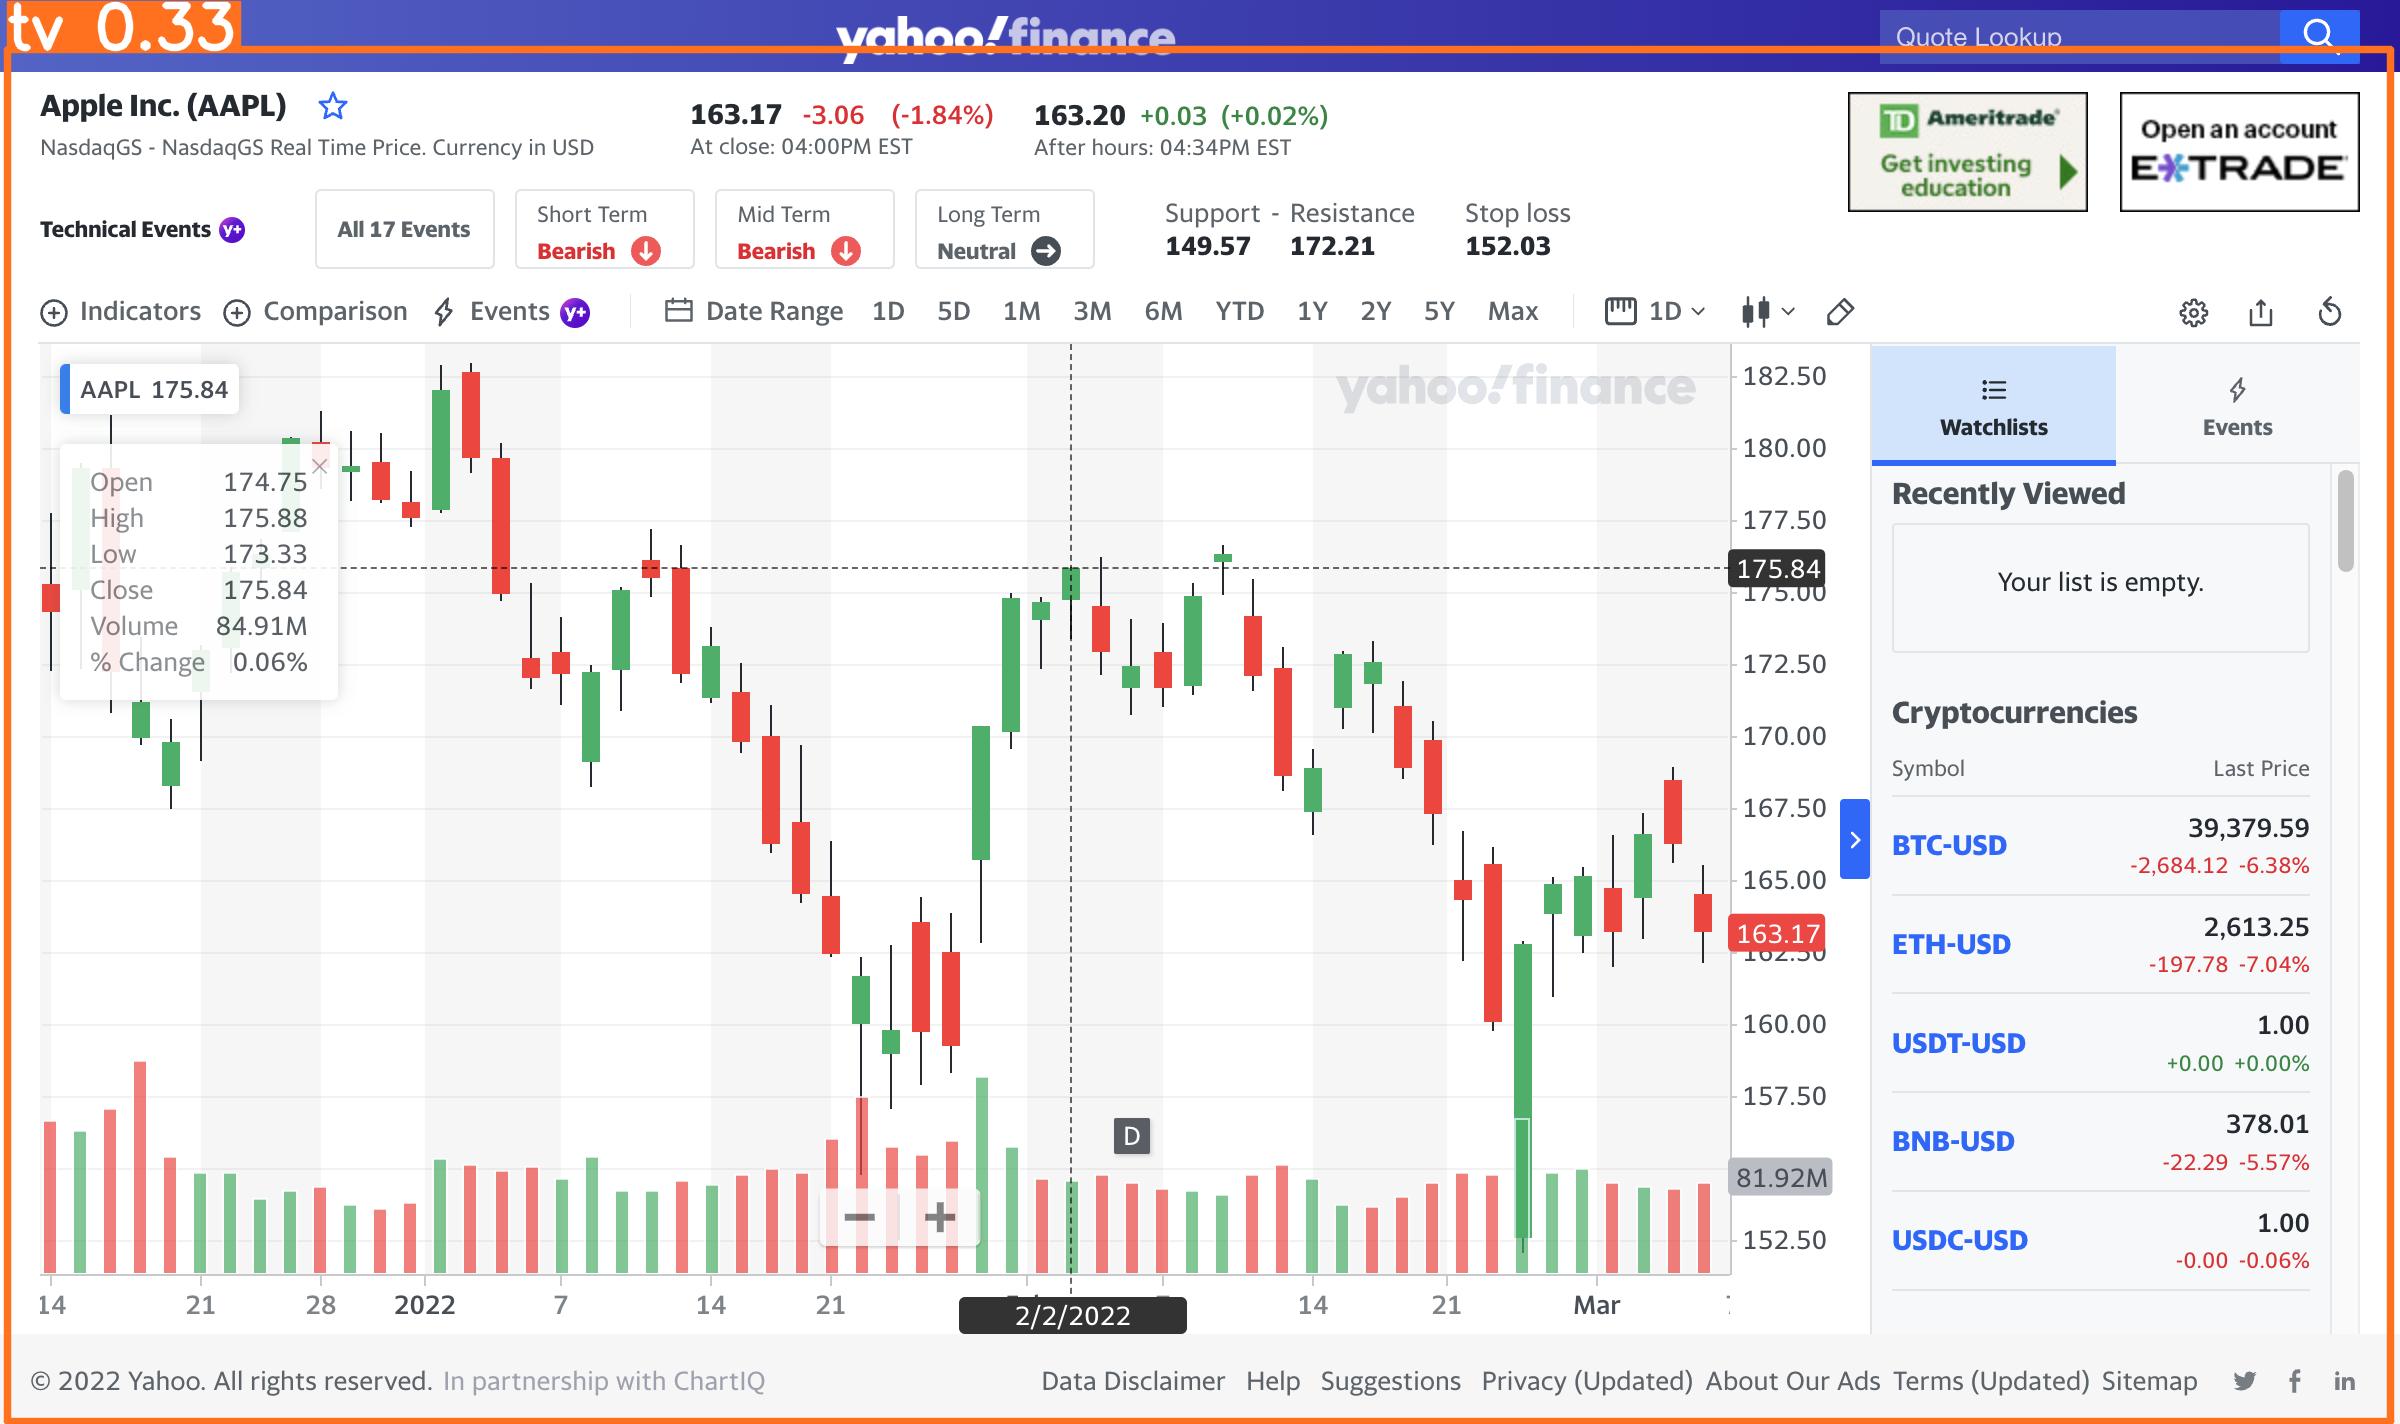 tv 0.33
yahoo!finance
Quote Lookup
Apple Inc. (AAPL)
163.17 -3.06 (-1.84%) 163.20 +0.03 (+0.02%)
NasdaqGS - NasdaqGS Real Time Price. Currency in USD
At close: 04:00PM EST After hours: 04:34PM EST
TD Ameritrade
Get investing
education
Open an account
E*TRADE
Technical Events y+
All 17 Events
Short Term
Bearish
Mid Term
Bearish
Long Term
Neutral
Support - Resistance
149.57 172.21
Stop loss
152.03
Indicators Comparison Events y+ Date Range 1D 5D 1M 3M 6M YTD 1Y 2Y 5Y Max 1D
AAPL 175.84
yahoo!finance
Open 174.75
High 175.88
Low 173.33
Close 175.84
Volume 84.91M
% Change 0.06%
182.50
180.00
177.50
175.84
175.00
172.50
170.00
167.50
165.00
163.17
162.50
160.00
157.50
81.92M
152.50
D
14 21 28 2022 7 14 21 2/2/2022 14 21 Mar
Watchlists
Events
Recently Viewed
Your list is empty.
Cryptocurrencies
Symbol Last Price
BTC-USD 39,379.59
-2,684.12 -6.38%
ETH-USD 2,613.25
-197.78 -7.04%
USDT-USD 1.00
+0.00 +0.00%
BNB-USD 378.01
-22.29 -5.57%
USDC-USD 1.00
-0.00 -0.06%
© 2022 Yahoo. All rights reserved. In partnership with ChartIQ
Data Disclaimer Help Suggestions Privacy (Updated) About Our Ads Terms (Updated) Sitemap